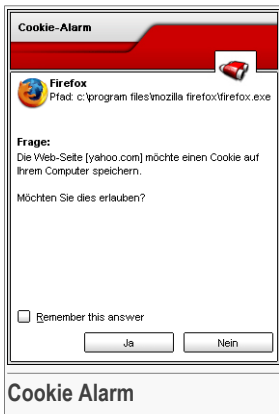 Cookie-Alarm
Firefox
Pfad: c:\program files\mozilla firefox\firefox.exe
Frage:
Die Web-Seite [yahoo.com] möchte einen Cookie auf
Ihrem Computer speichern.
Möchten Sie dies erlauben?
Remember this answer
Ja
Nein
Cookie Alarm